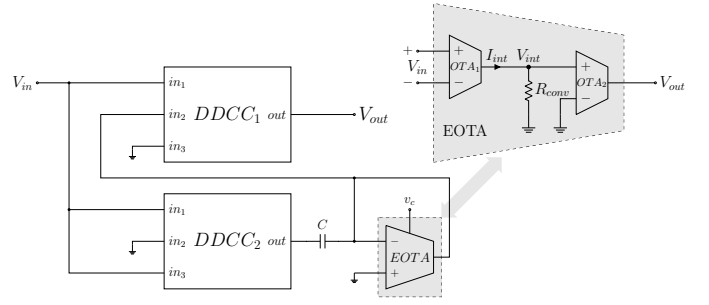 + + I_int V_int +
V_in OTA_1 OTA_2 V_out
− − R_conv −
V_in in_1
in_2 DDCC_1 out V_out
in_3
EOTA
in_1 v_c
in_2 DDCC_2 out C − EOTA
in_3 +